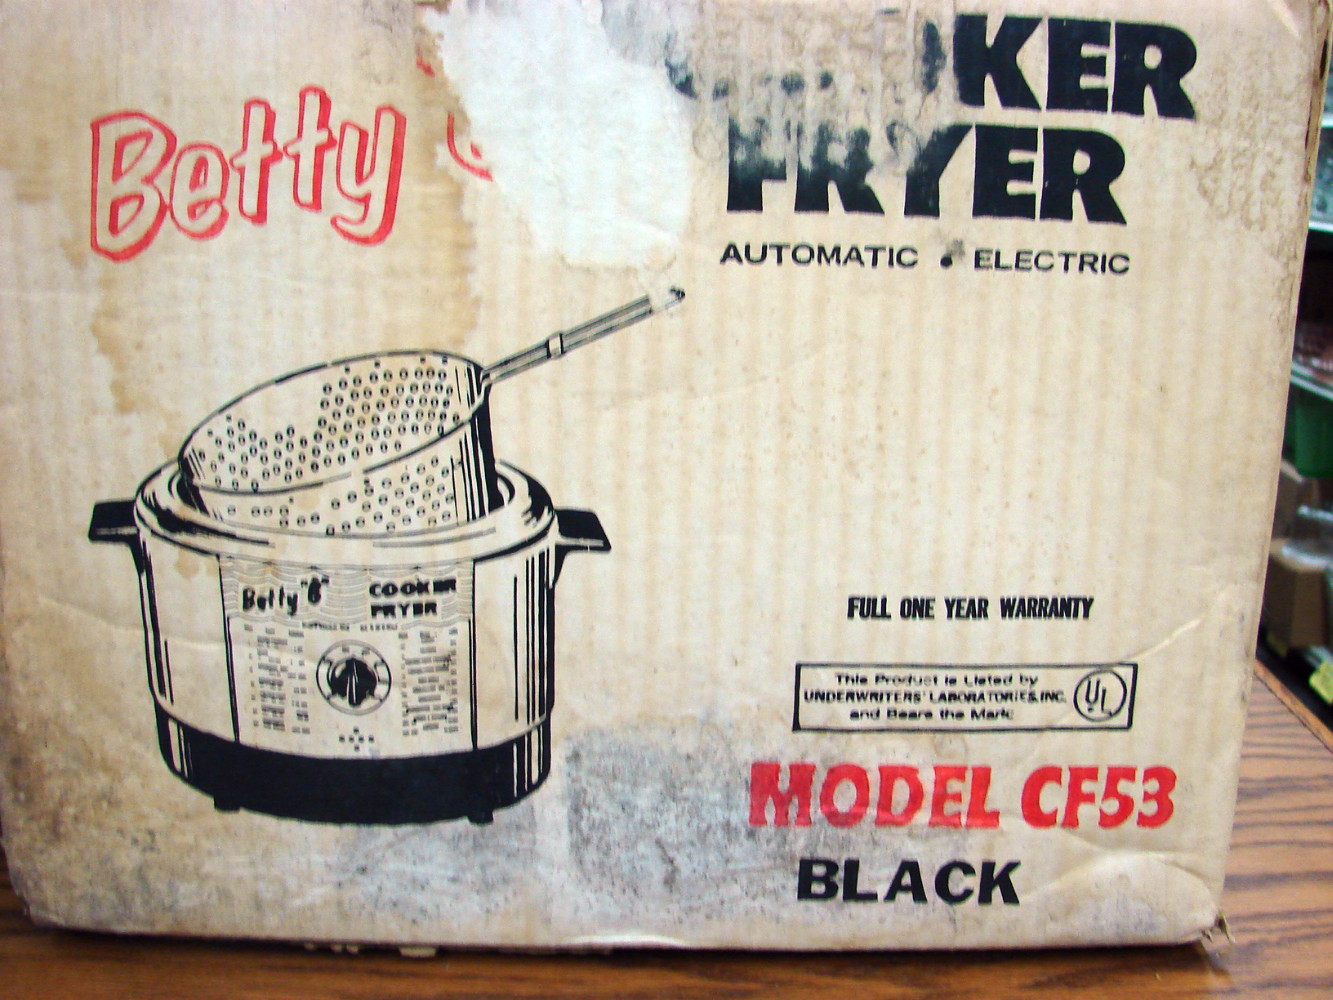 Betty
COOKER
FRYER
AUTOMATIC • ELECTRIC
Betty "G"
COOKER
FRYER
FULL ONE YEAR WARRANTY
This Product is Listed by
UNDERWRITERS' LABORATORIES, INC.
and Bears the Mark:
UL
MODEL CF53
BLACK